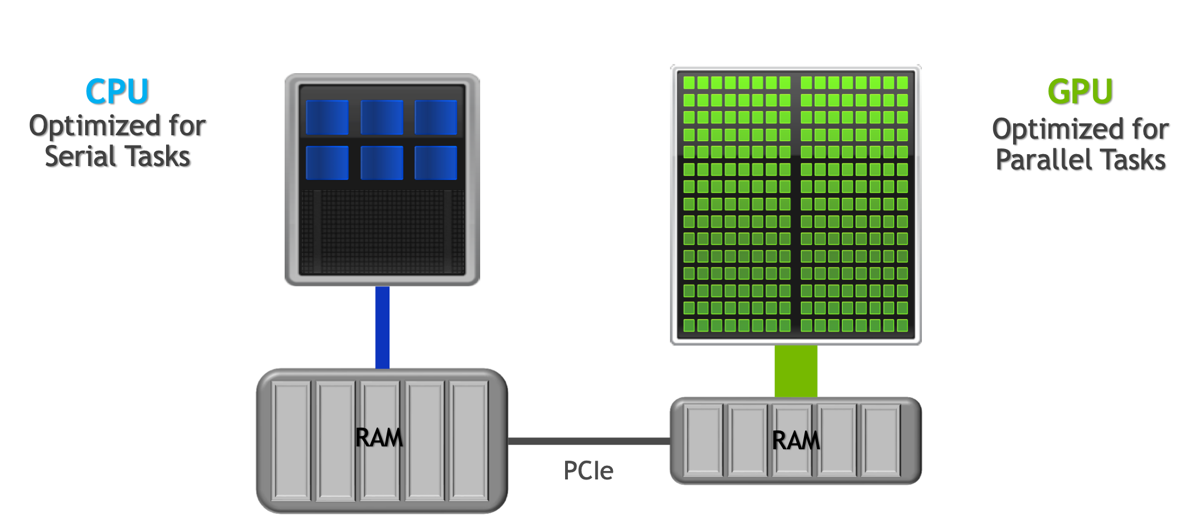 CPU
Optimized for
Serial Tasks
GPU
Optimized for
Parallel Tasks
RAM
RAM
PCIe